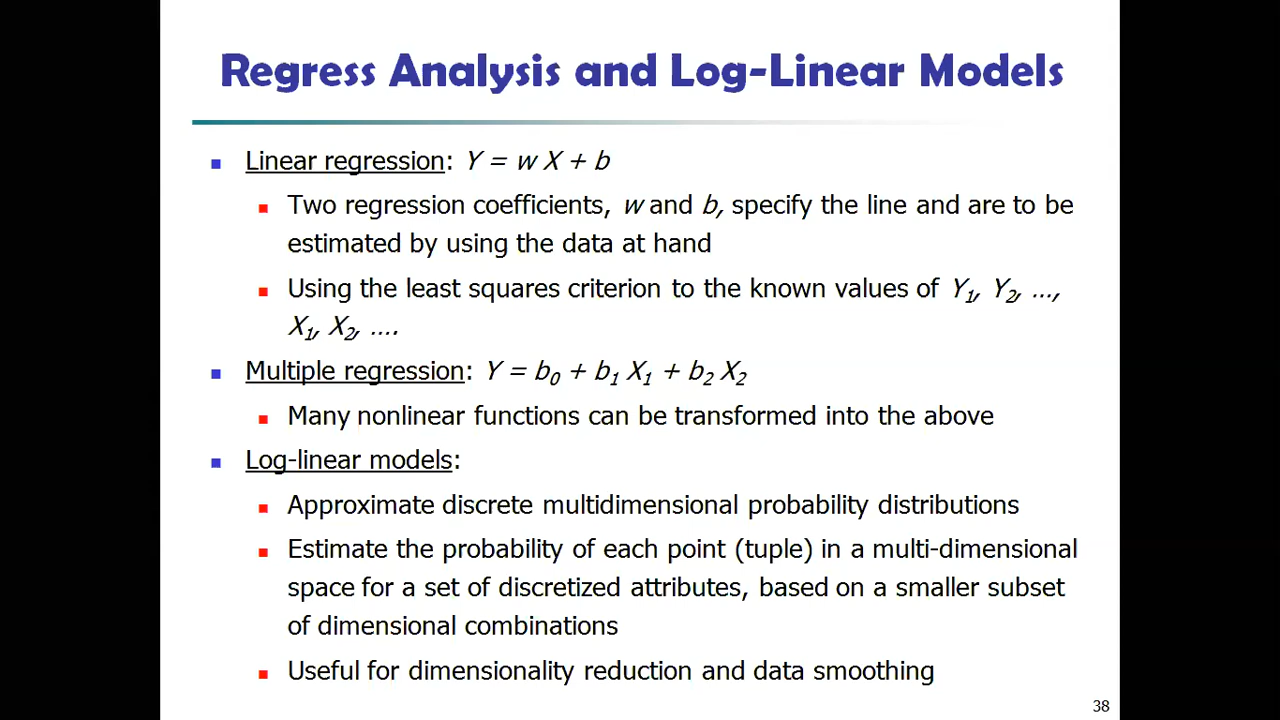 Regress Analysis and Log-Linear Models
Linear regression: Y = w X + b
Two regression coefficients, w and b, specify the line and are to be
estimated by using the data at hand
Using the least squares criterion to the known values of Y1, Y2, …,
X1, X2, ….
Multiple regression: Y = b0 + b1 X1 + b2 X2
Many nonlinear functions can be transformed into the above
Log-linear models:
Approximate discrete multidimensional probability distributions
Estimate the probability of each point (tuple) in a multi-dimensional
space for a set of discretized attributes, based on a smaller subset
of dimensional combinations
Useful for dimensionality reduction and data smoothing
38